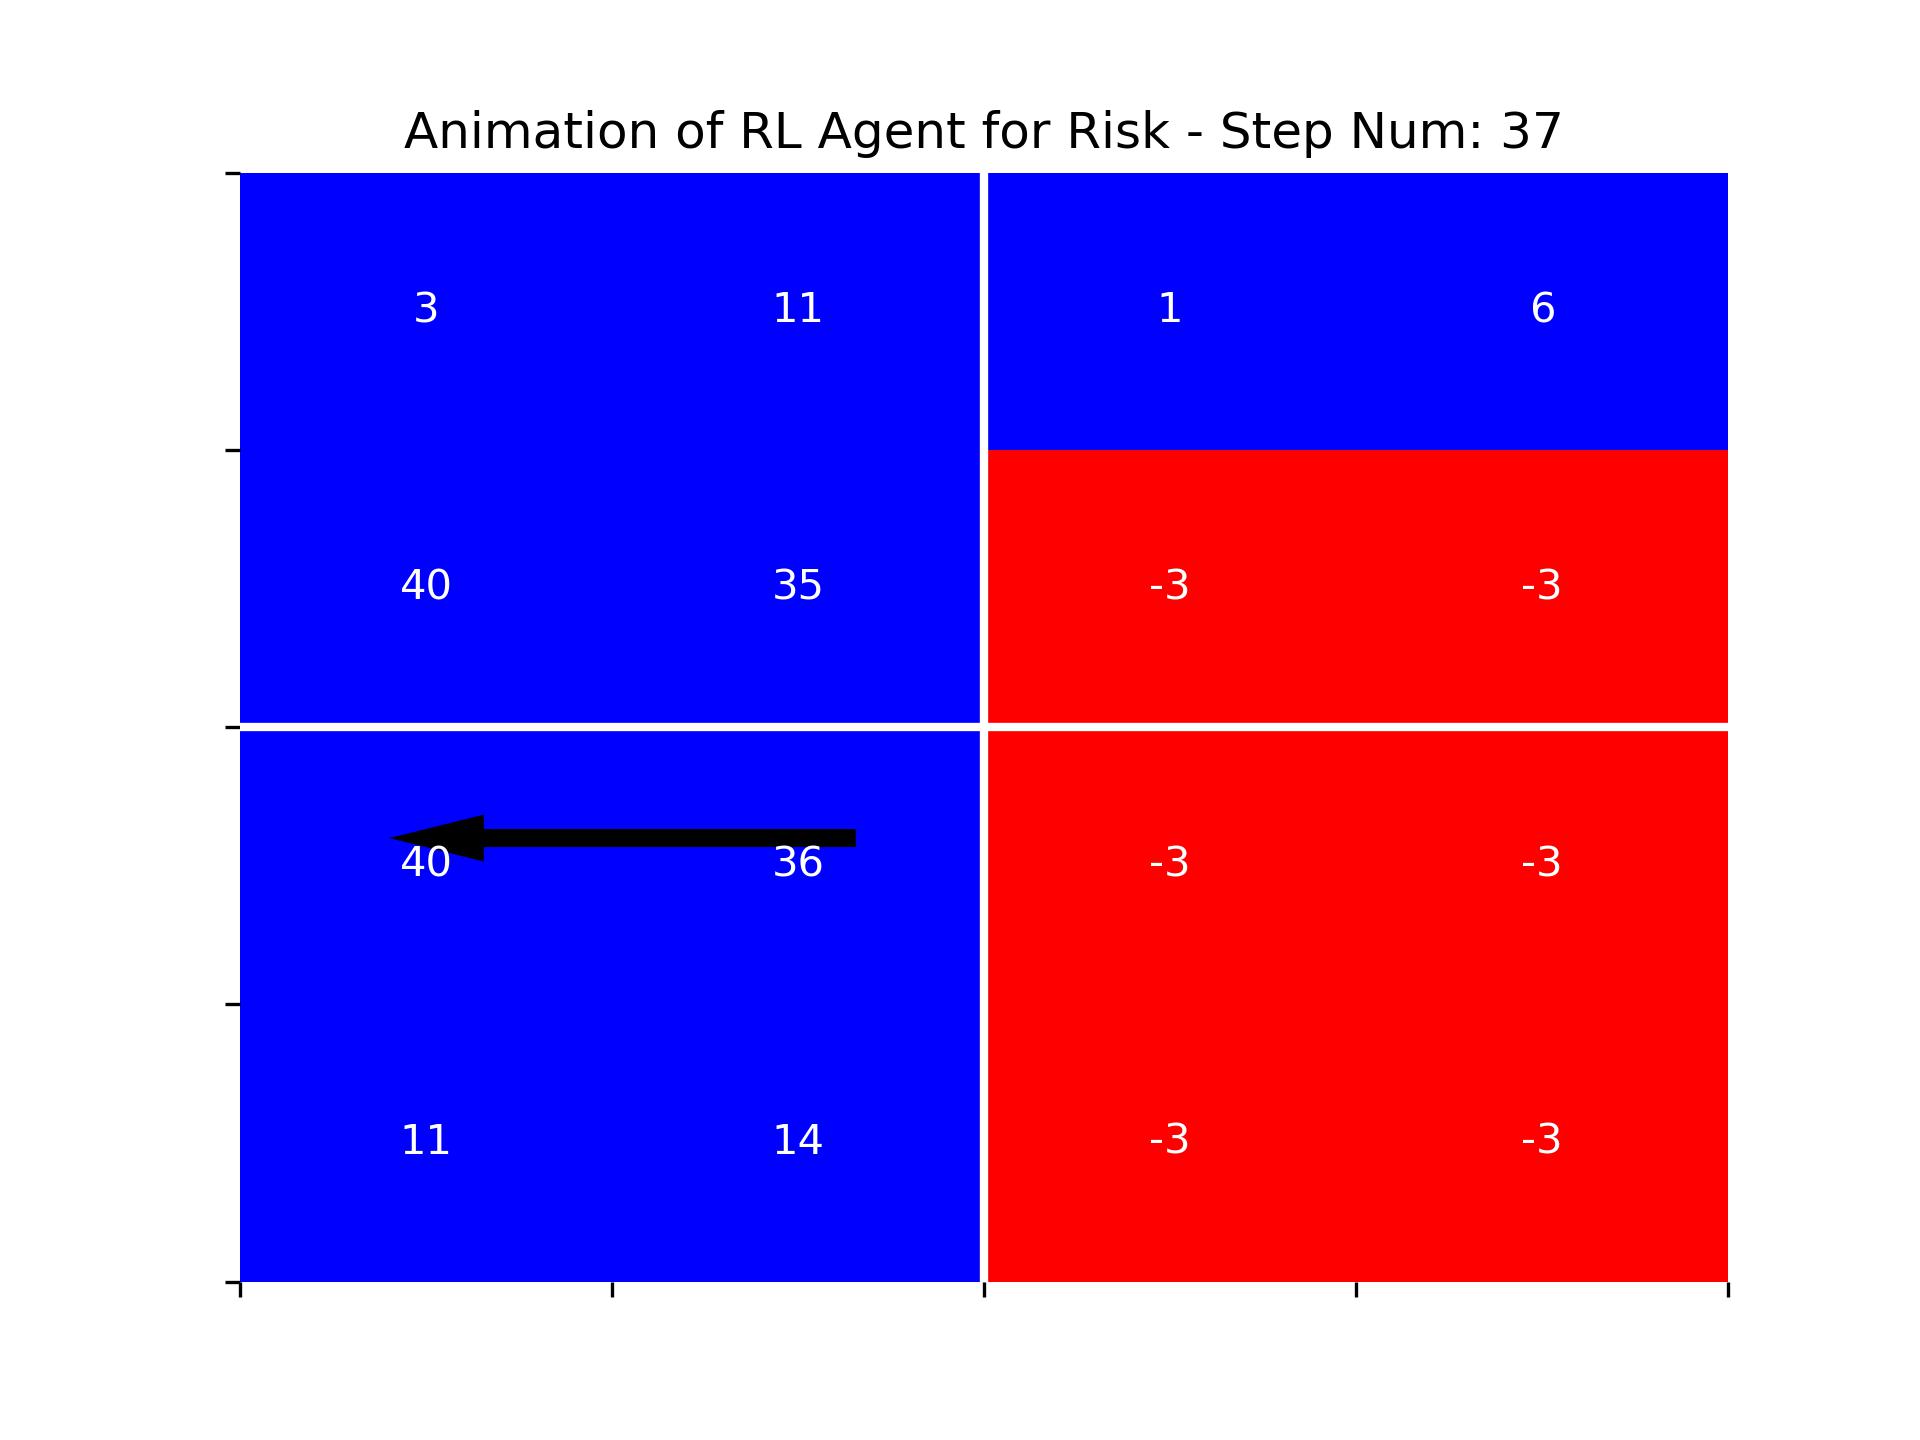 Animation of RL Agent for Risk - Step Num: 37
3 11 1 6
40 35 -3 -3
40 36 -3 -3
11 14 -3 -3